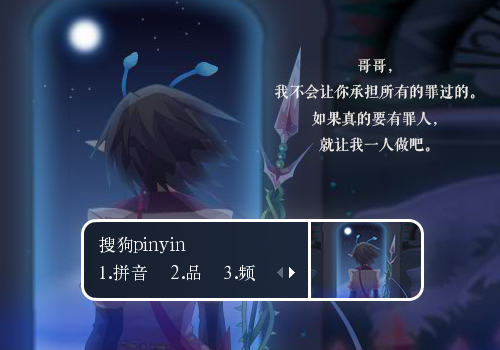 哥哥，
我不会让你承担所有的罪过的。
如果真的要有罪人，
就让我一人做吧。
搜狗pinyin
1.拼音 2.品 3.频